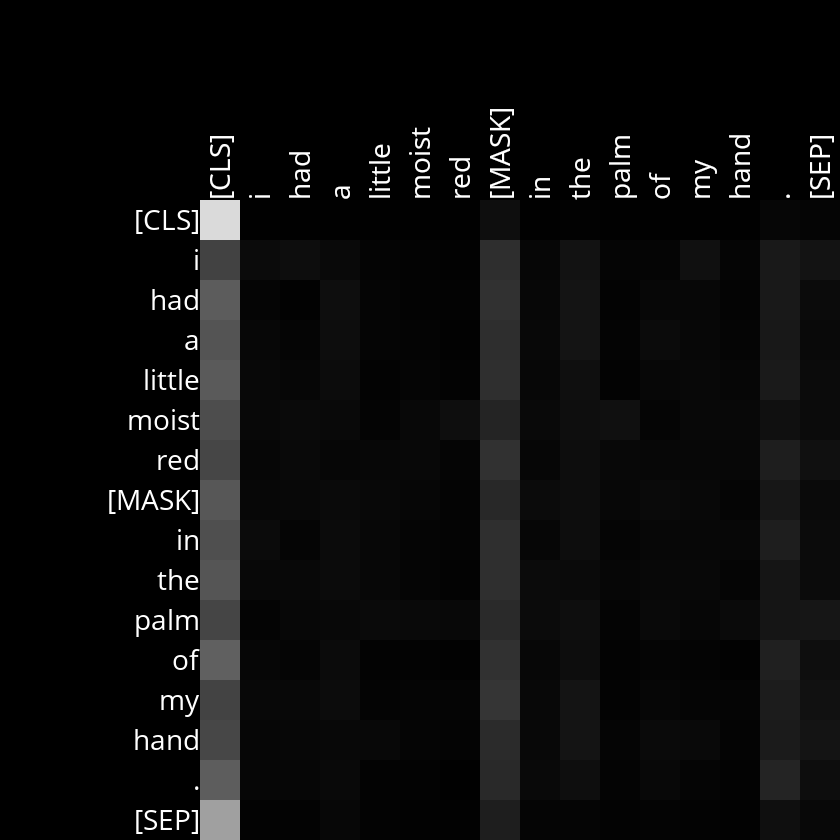 [CLS] i had a little moist red [MASK] in the palm of my hand . [SEP]
[CLS]
i
had
a
little
moist
red
[MASK]
in
the
palm
of
my
hand
.
[SEP]